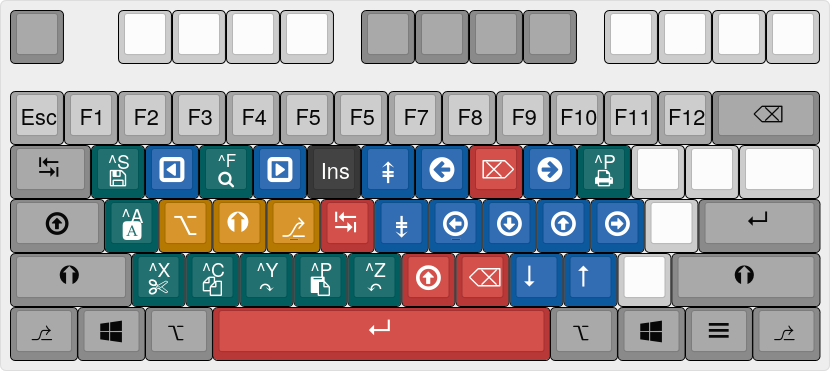 Esc F1 F2 F3 F4 F5 F5 F7 F8 F9 F10 F11 F12
^S ^F Ins ^P
^A
A
^X ^C ^Y ^P ^Z